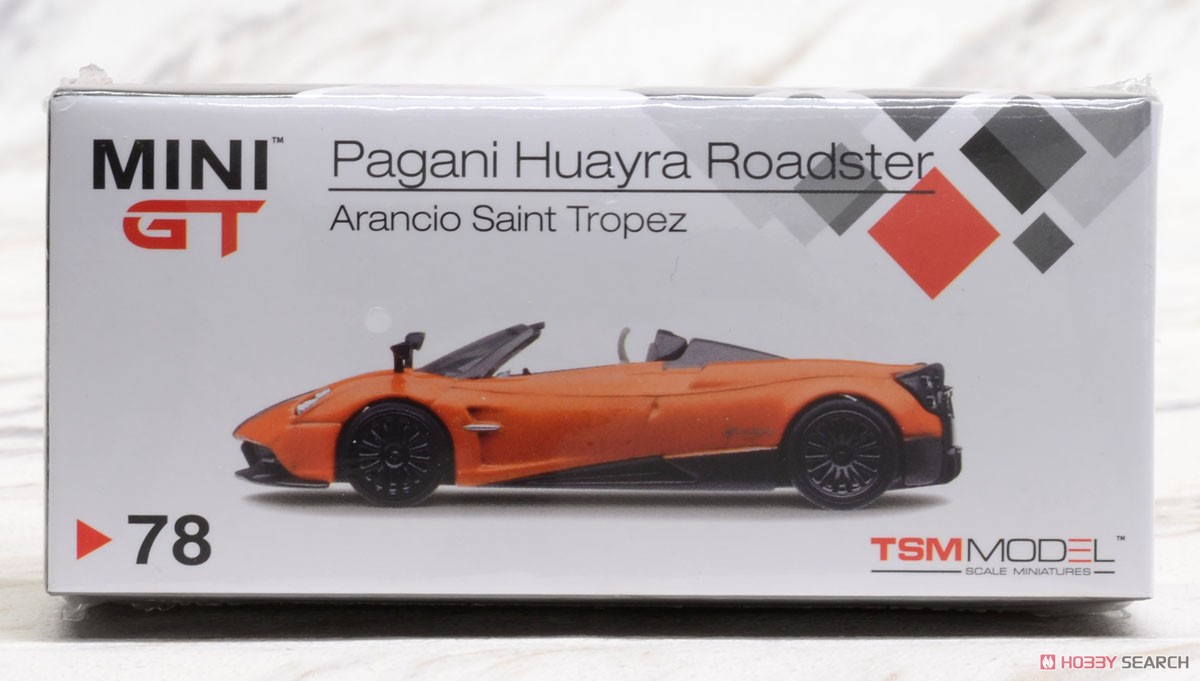 MINI™
GT
Pagani Huayra Roadster
Arancio Saint Tropez
78
TSMMODEL™
SCALE MINIATURES
HOBBY SEARCH